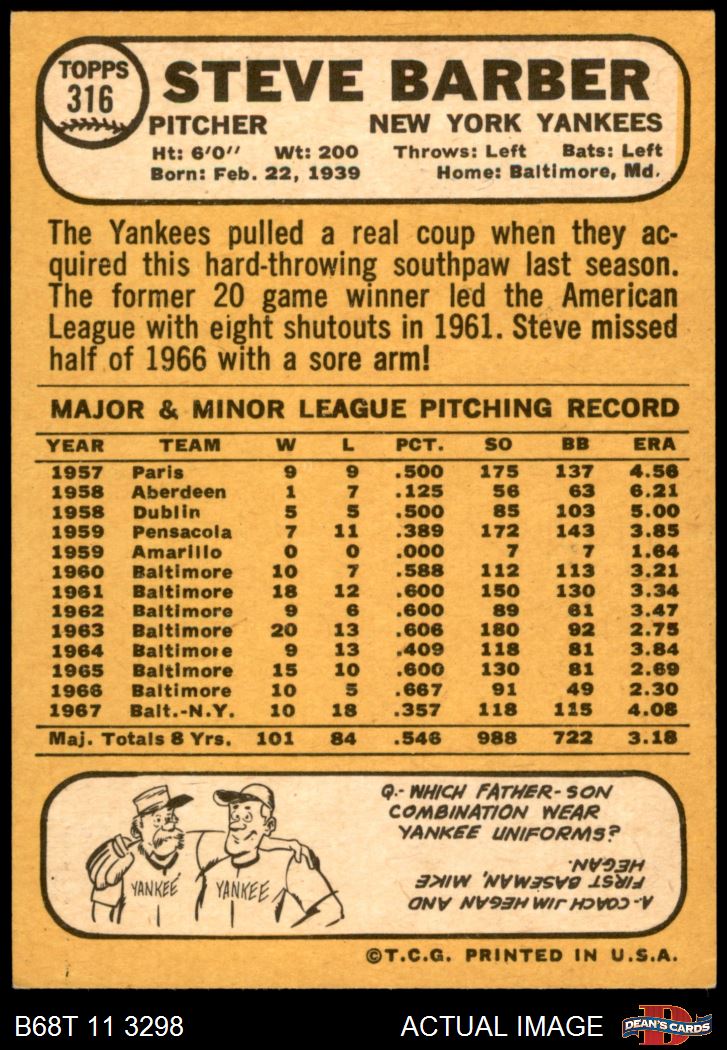 TOPPS
316
STEVE BARBER
PITCHER NEW YORK YANKEES
Ht: 6'0" Wt: 200 Throws: Left Bats: Left
Born: Feb. 22, 1939 Home: Baltimore, Md.
The Yankees pulled a real coup when they ac-
quired this hard-throwing southpaw last season.
The former 20 game winner led the American
League with eight shutouts in 1961. Steve missed
half of 1966 with a sore arm!
MAJOR & MINOR LEAGUE PITCHING RECORD
YEAR TEAM W L PCT. SO BB ERA
1957 Paris 9 9 .500 175 137 4.56
1958 Aberdeen 1 7 .125 56 63 6.21
1958 Dublin 5 5 .500 85 103 5.00
1959 Pensacola 7 11 .389 172 143 3.85
1959 Amarillo 0 0 .000 7 7 1.64
1960 Baltimore 10 7 .588 112 113 3.21
1961 Baltimore 18 12 .600 150 130 3.34
1962 Baltimore 9 6 .600 89 61 3.47
1963 Baltimore 20 13 .606 180 92 2.75
1964 Baltimore 9 13 .409 118 81 3.84
1965 Baltimore 15 10 .600 130 81 2.69
1966 Baltimore 10 5 .667 91 49 2.30
1967 Balt.-N.Y. 10 18 .357 118 115 4.08
Maj. Totals 8 Yrs. 101 84 .546 988 722 3.18
Q.- WHICH FATHER-SON
COMBINATION WEAR
YANKEE UNIFORMS?
A. COACH JIM HEGAN AND
FIRST BASEMAN, MIKE
HEGAN.
YANKEE YANKEE
©T.C.G. PRINTED IN U.S.A.
B68T 11 3298 ACTUAL IMAGE
D
DEAN'S CARDS